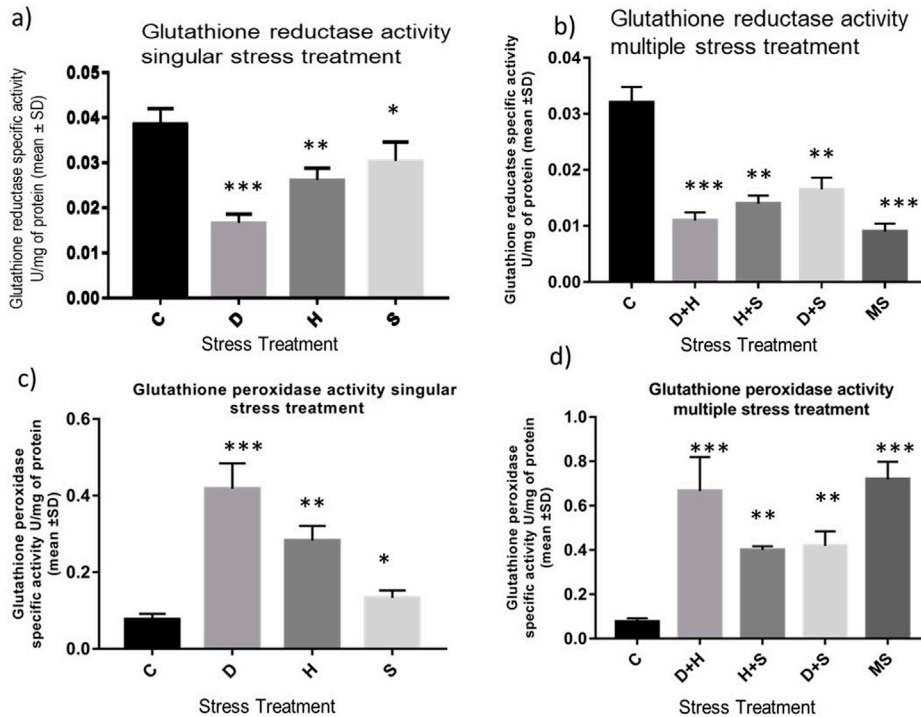 a)
Glutathione reductase activity
singular stress treatment
Glutathione reductase specific activity
U/mg of protein (mean ± SD)
0.05
0.04
0.03
0.02
0.01
0.00
***
**
*
C
D
H
S
Stress Treatment
b)
Glutathione reductase activity
multiple stress treatment
Glutathione reducatse specific activity
U/mg of protein (mean ±SD)
0.04
0.03
0.02
0.01
0.00
***
**
**
***
C
D+H
H+S
D+S
MS
Stress Treatment
c)
Glutathione peroxidase activity singular
stress treatment
Glutathione peroxidase
specific activity U/mg of protein
(mean ±SD)
0.6
0.4
0.2
0.0
***
**
*
C
D
H
S
Stress Treatment
d)
Glutathione peroxidase activity
multiple stress treatment
Glutathione peroxidase
specific activity U/mg of protein
(mean ±SD)
1.0
0.8
0.6
0.4
0.2
0.0
***
**
**
***
C
D+H
H+S
D+S
MS
Stress Treatment